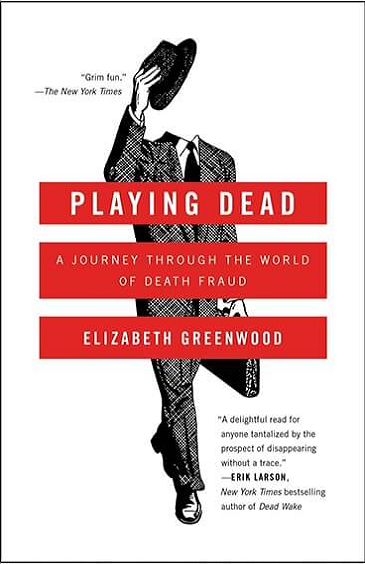 “Grim fun.”
—The New York Times
PLAYING DEAD
A JOURNEY THROUGH THE WORLD
OF DEATH FRAUD
ELIZABETH GREENWOOD
“A delightful read for
anyone tantalized by the
prospect of disappearing
without a trace.”
—ERIK LARSON,
New York Times bestselling
author of Dead Wake